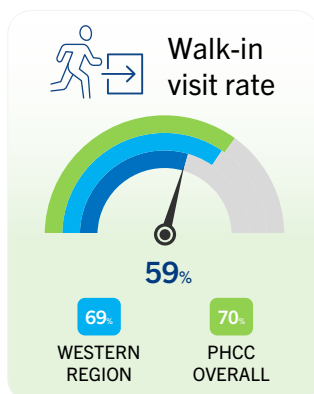 Walk-in
visit rate
59%
69%
70%
WESTERN
REGION
PHCC
OVERALL